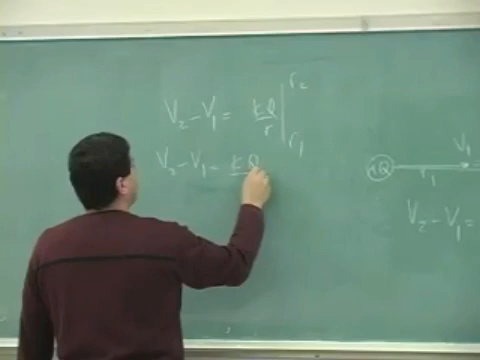 V₂ - V₁ = kQ/r |r₁ r₂
V₂ - V₁ = kQ
+Q r₁ V₁
V₂ - V₁ =